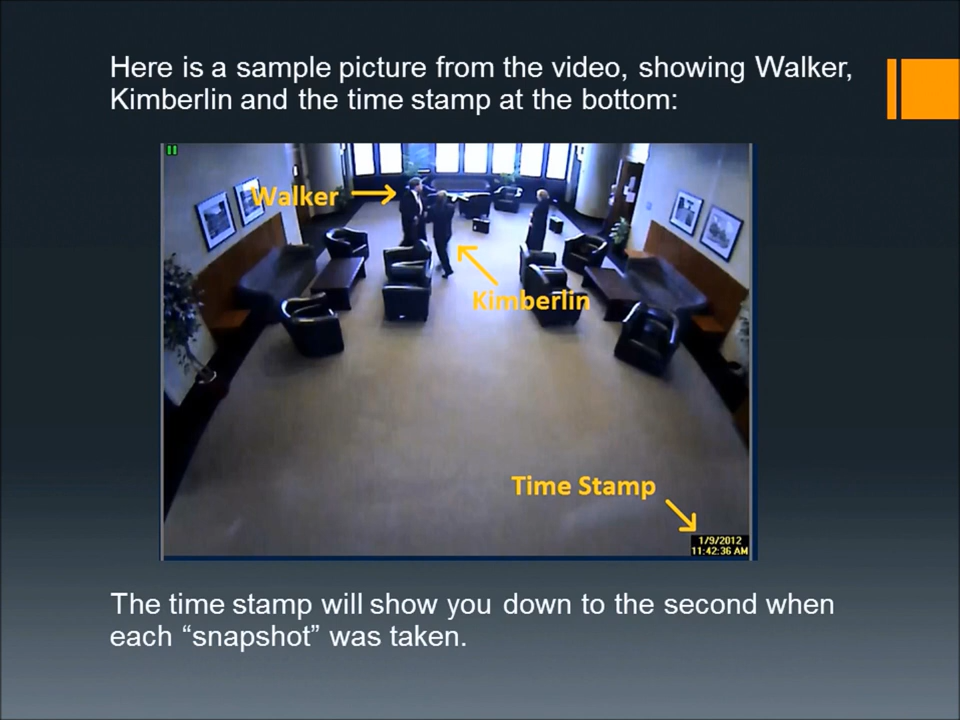 Here is a sample picture from the video, showing Walker,
Kimberlin and the time stamp at the bottom:
Walker
Kimberlin
Time Stamp
1/9/2012
11:42:36 AM
The time stamp will show you down to the second when
each “snapshot” was taken.